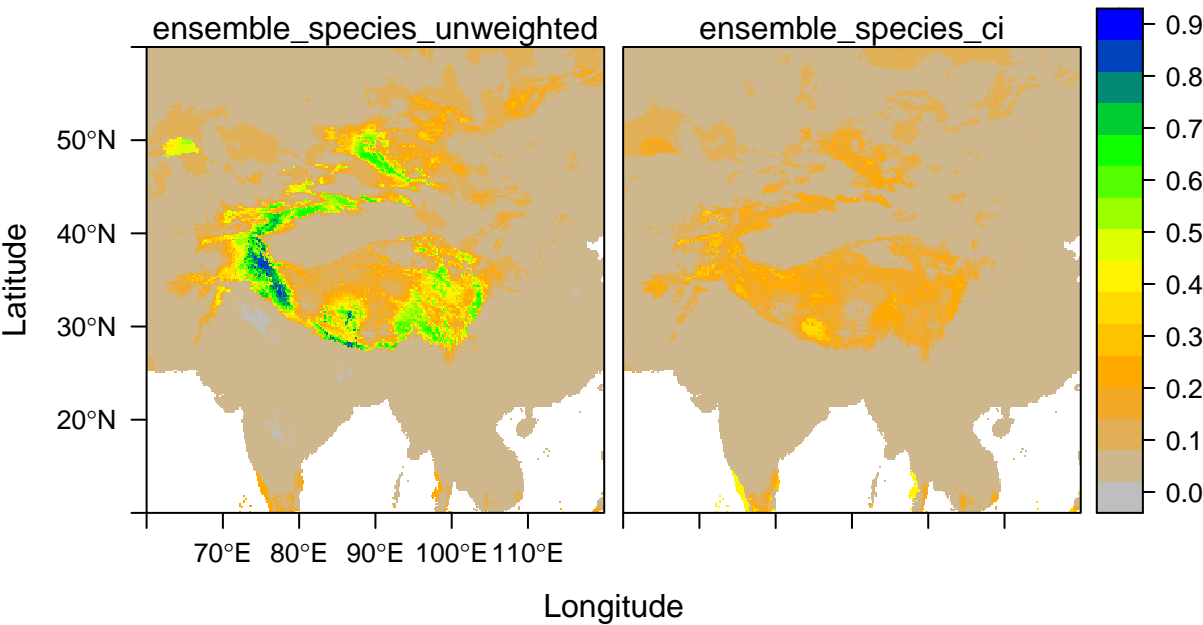 ensemble_species_unweighted
ensemble_species_ci
50°N
40°N
30°N
20°N
Latitude
70°E 80°E 90°E 100°E 110°E
Longitude
0.9
0.8
0.7
0.6
0.5
0.4
0.3
0.2
0.1
0.0